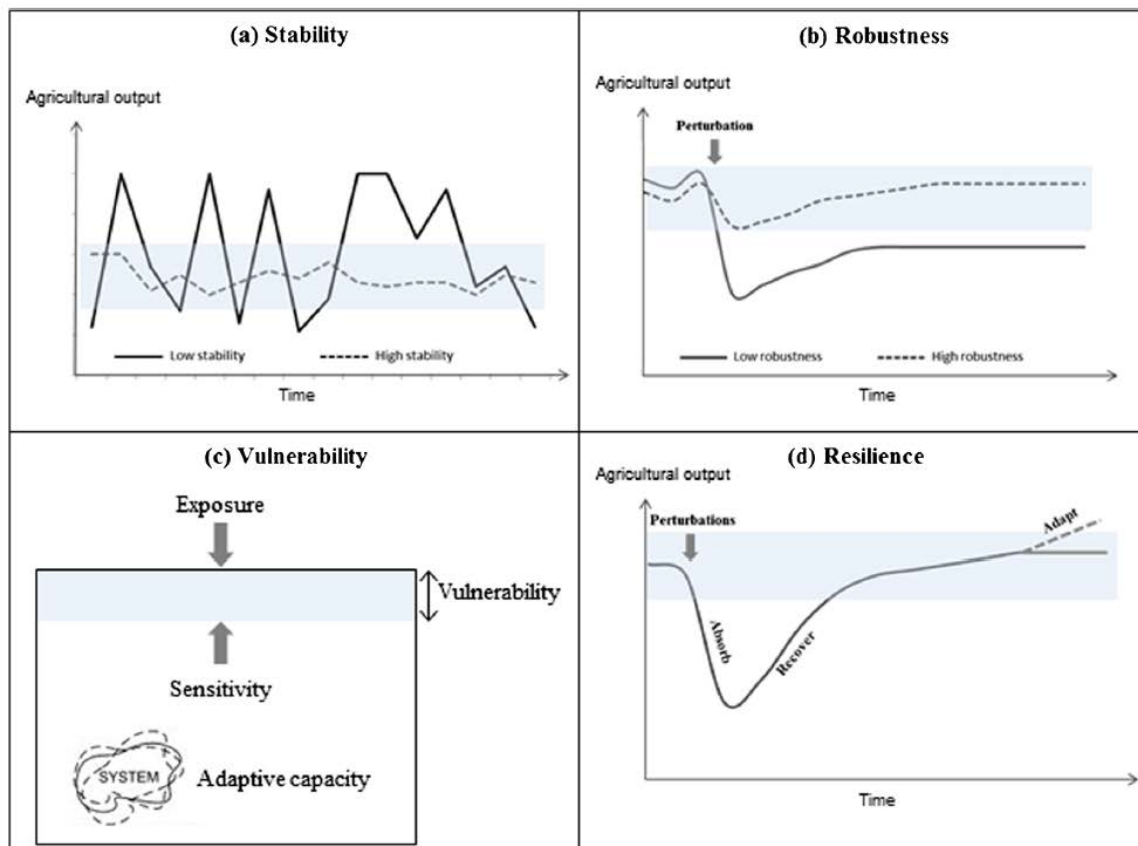 (a) Stability
Agricultural output
Low stability
High stability
Time
(b) Robustness
Agricultural output
Perturbation
Low robustness
High robustness
Time
(c) Vulnerability
Exposure
Vulnerability
Sensitivity
SYSTEM
Adaptive capacity
(d) Resilience
Agricultural output
Perturbations
Adapt
Absorb
Recover
Time